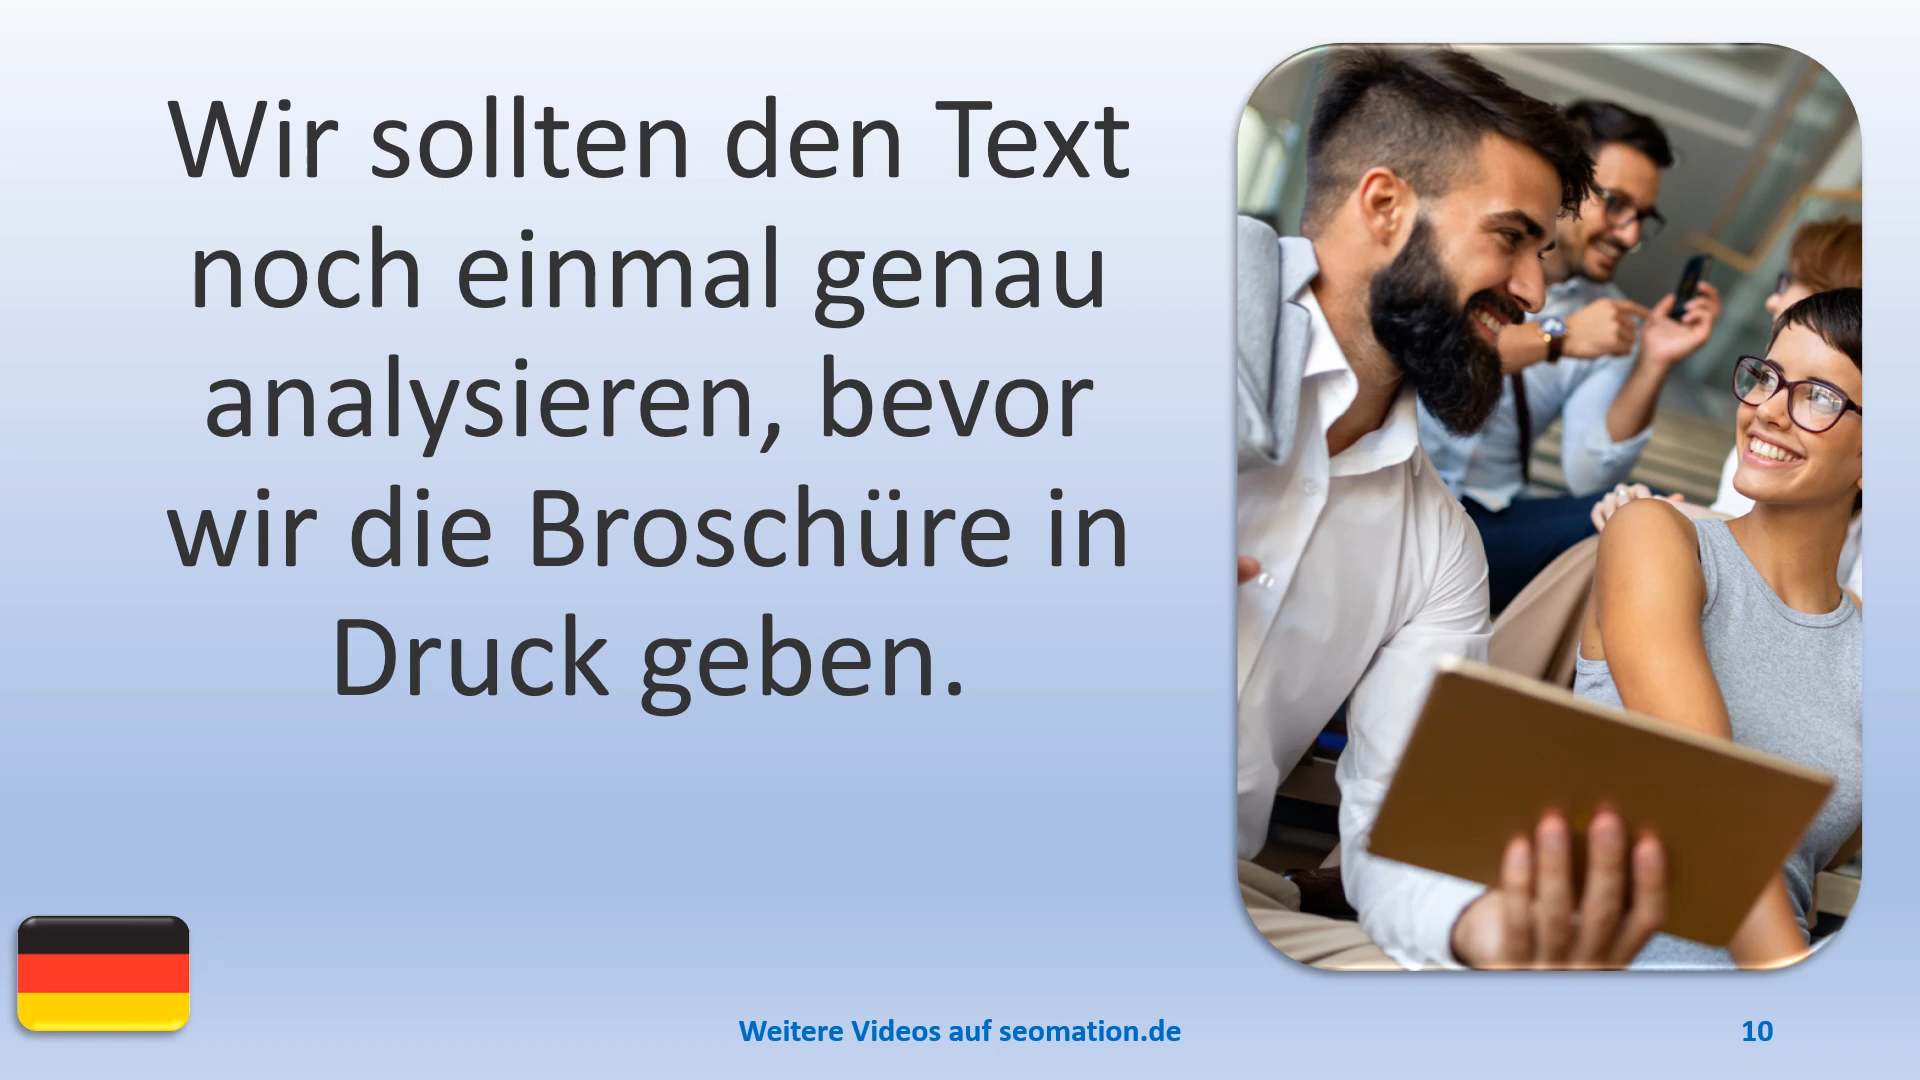 Wir sollten den Text
noch einmal genau
analysieren, bevor
wir die Broschüre in
Druck geben.
Weitere Videos auf seomation.de
10